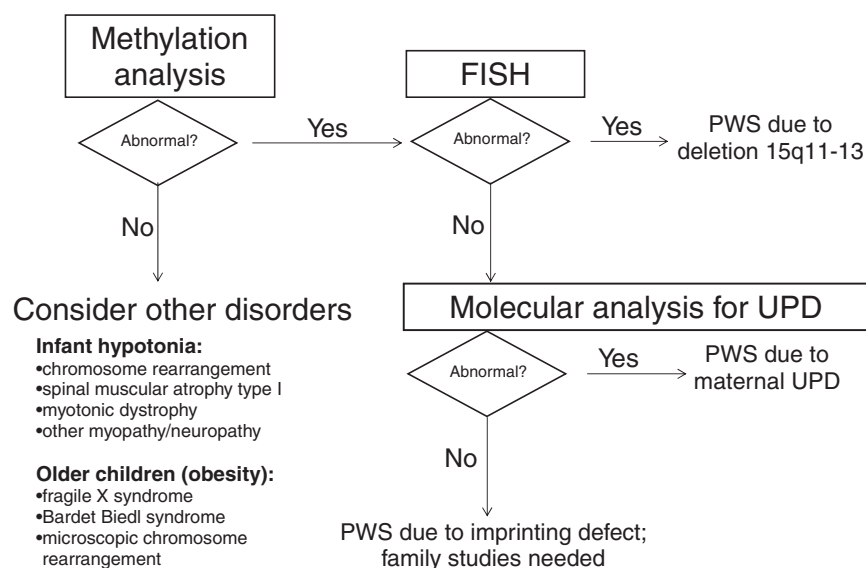 Methylation
analysis
Abnormal?
Yes
No
FISH
Abnormal?
Yes
PWS due to
deletion 15q11-13
No
Consider other disorders
Infant hypotonia:
•chromosome rearrangement
•spinal muscular atrophy type I
•myotonic dystrophy
•other myopathy/neuropathy
Older children (obesity):
•fragile X syndrome
•Bardet Biedl syndrome
•microscopic chromosome
rearrangement
Molecular analysis for UPD
Abnormal?
Yes
PWS due to
maternal UPD
No
PWS due to imprinting defect;
family studies needed